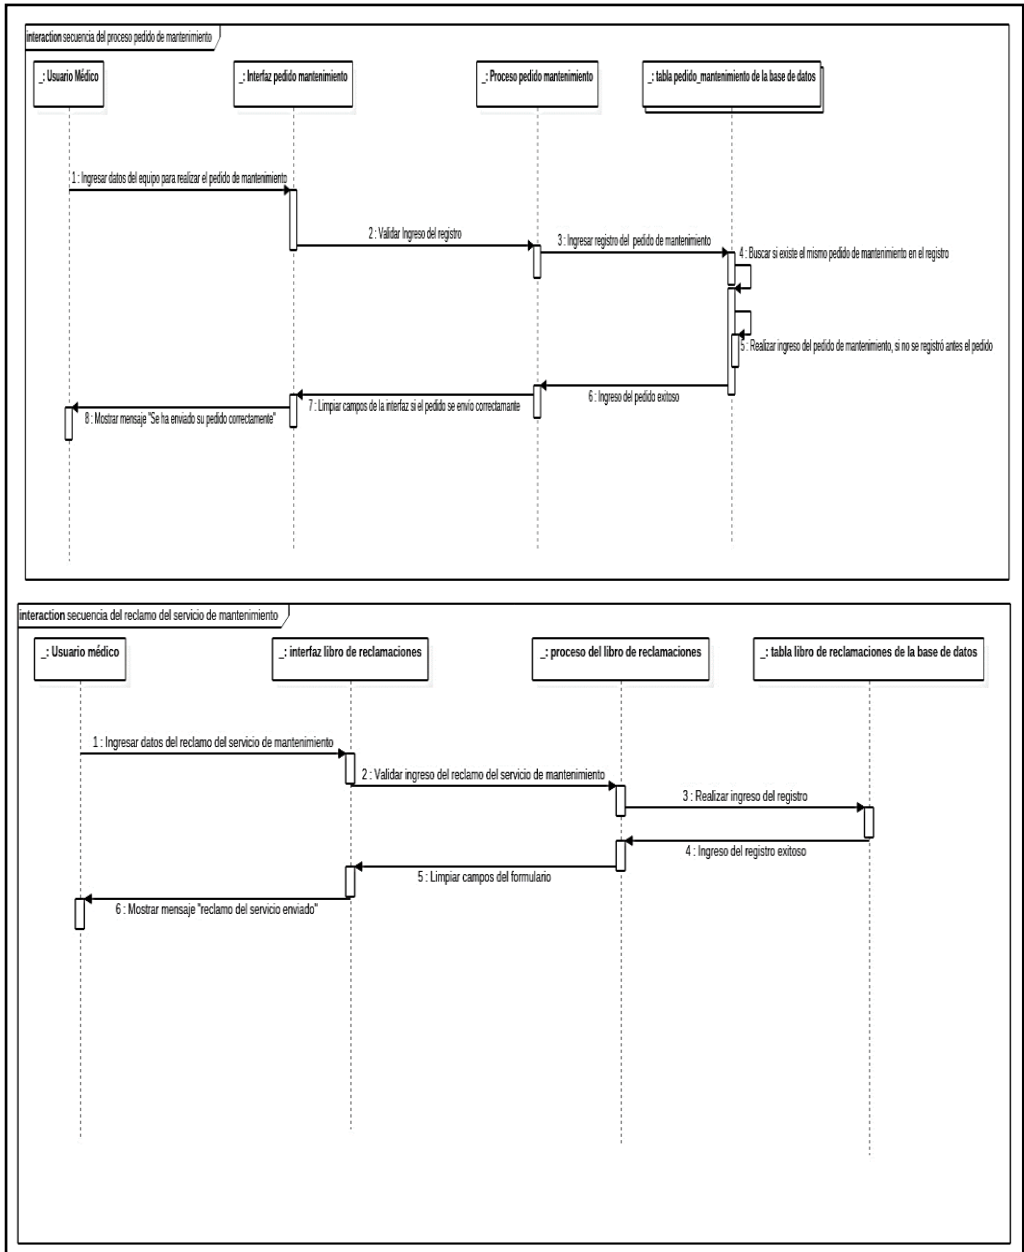 interaction secuencia del proceso pedido de mantenimiento
_: Usuario Médico
_: Interfaz pedido mantenimiento
_: Proceso pedido mantenimiento
_: tabla pedido_mantenimiento de la base de datos
1 : Ingresar datos del equipo para realizar el pedido de mantenimiento
2 : Validar Ingreso del registro
3 : Ingresar registro del pedido de mantenimiento
4 : Buscar si existe el mismo pedido de mantenimiento en el registro
5 : Realizar ingreso del pedido de mantenimiento, si no se registró antes el pedido
6 : Ingreso del pedido exitoso
7 : Limpiar campos de la interfaz si el pedido se envío correctamante
8 : Mostrar mensaje "Se ha enviado su pedido correctamente"
interaction secuencia del reclamo del servicio de mantenimiento
_: Usuario médico
_: interfaz libro de reclamaciones
_: proceso del libro de reclamaciones
_: tabla libro de reclamaciones de la base de datos
1 : Ingresar datos del reclamo del servicio de mantenimiento
2 : Validar ingreso del reclamo del servicio de mantenimiento
3 : Realizar ingreso del registro
4 : Ingreso del registro exitoso
5 : Limpiar campos del formulario
6 : Mostrar mensaje "reclamo del servicio enviado"